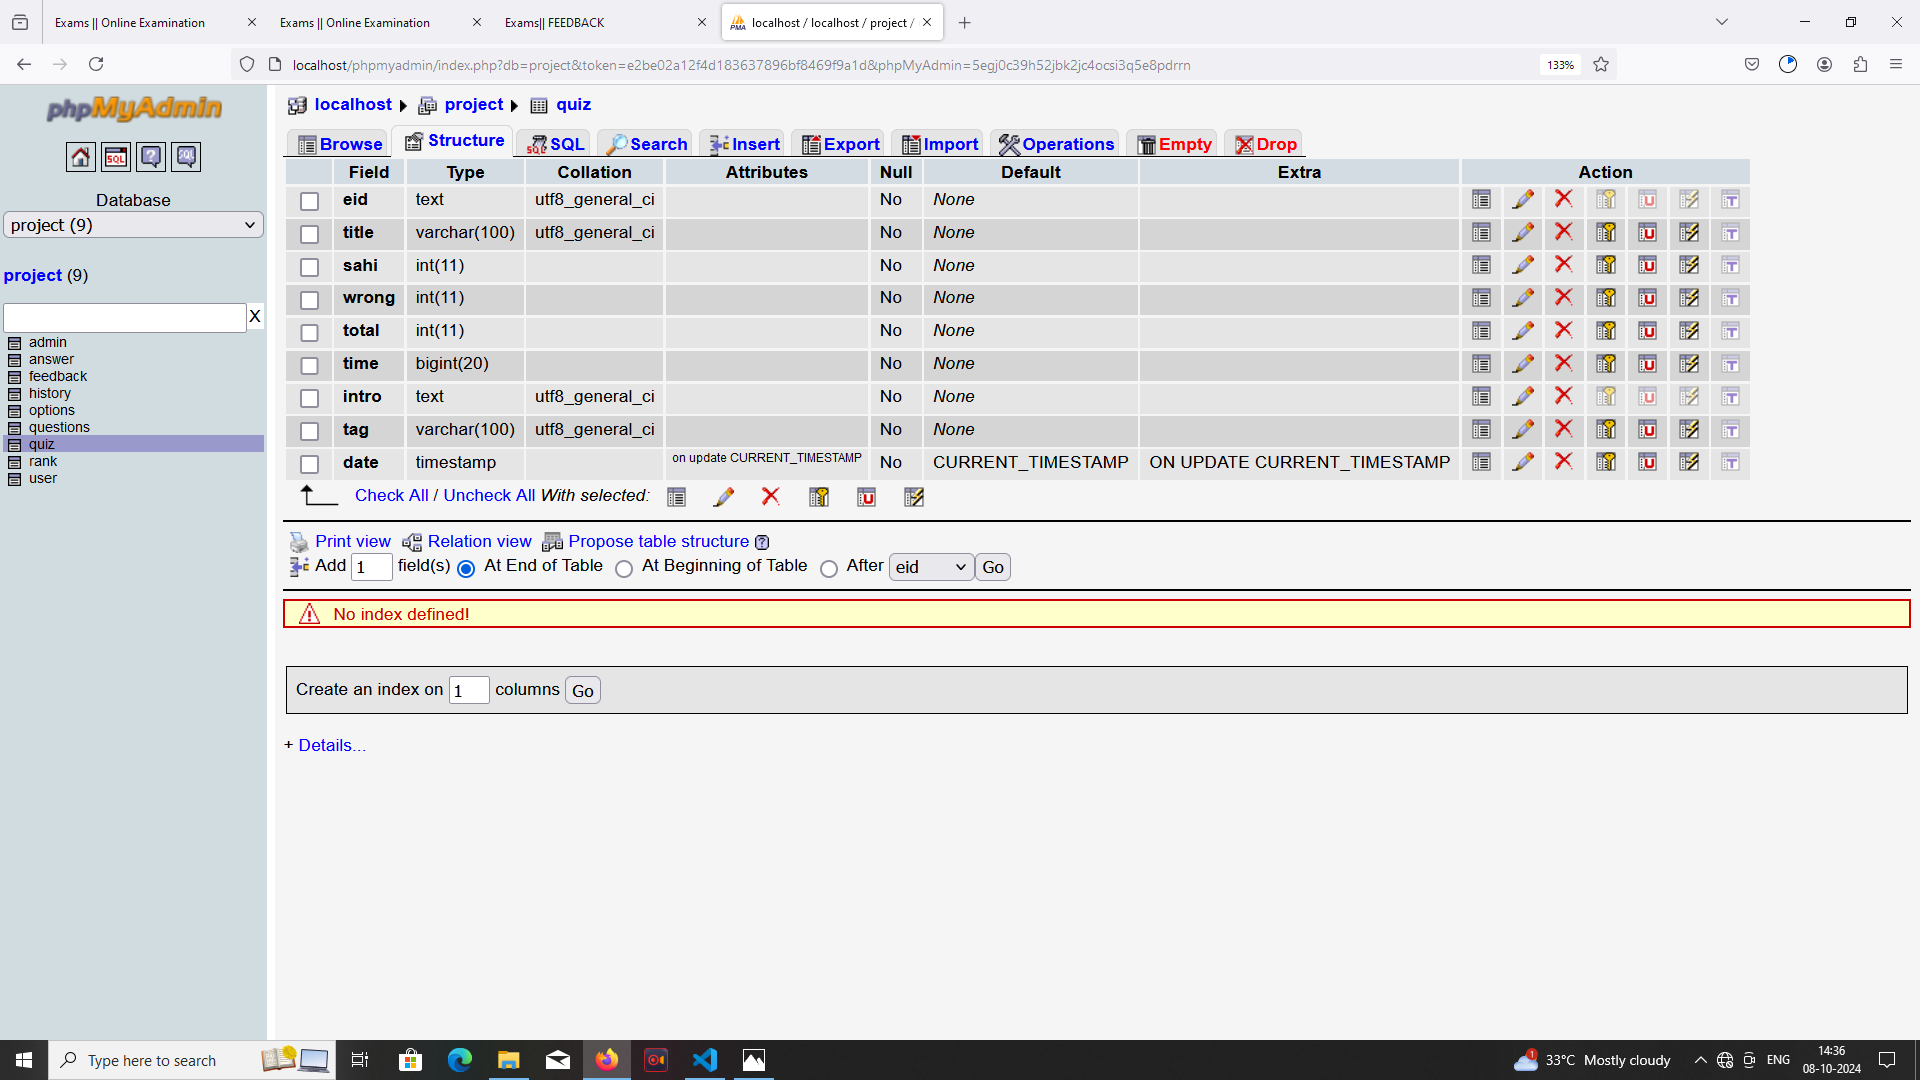 Exams || Online Examination
Exams || Online Examination
Exams|| FEEDBACK
localhost / localhost / project /
localhost/phpmyadmin/index.php?db=project&token=e2be02a12f4d183637896bf8469f9a1d&phpMyAdmin=5egj0c39h52jbk2jc4ocsi3q5e8pdrrn
133%
phpMyAdmin
Database
project (9)
project (9)
X
admin
answer
feedback
history
options
questions
quiz
rank
user
localhost ▸ project ▸ quiz
Browse Structure SQL Search Insert Export Import Operations Empty Drop
Field Type Collation Attributes Null Default Extra Action
eid text utf8_general_ci No None
title varchar(100) utf8_general_ci No None
sahi int(11) No None
wrong int(11) No None
total int(11) No None
time bigint(20) No None
intro text utf8_general_ci No None
tag varchar(100) utf8_general_ci No None
date timestamp on update CURRENT_TIMESTAMP No CURRENT_TIMESTAMP ON UPDATE CURRENT_TIMESTAMP
Check All / Uncheck All With selected:
Print view Relation view Propose table structure
Add 1 field(s) At End of Table At Beginning of Table After eid Go
No index defined!
Create an index on 1 columns Go
+ Details...
Type here to search
1
33°C Mostly cloudy
ENG
14:36
08-10-2024